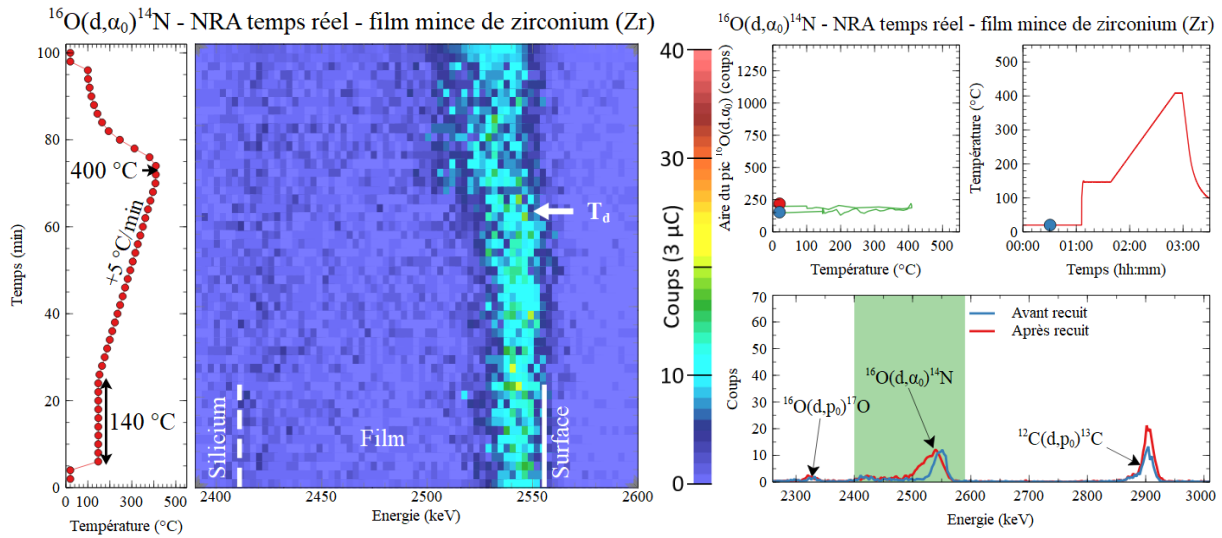 ¹⁶O(d,α₀)¹⁴N - NRA temps réel - film mince de zirconium (Zr)
Temps (min)
100
80
60
40
20
0
400 °C
+5 °C/min
140 °C
0 100 200 300 400 500
Température (°C)
T_d
Silicium
Film
Surface
2400 2450 2500 2550 2600
Energie (keV)
Coups (3 µC)
40
30
20
10
0
¹⁶O(d,α₀)¹⁴N - NRA temps réel - film mince de zirconium (Zr)
Aire du pic ¹⁶O(d,α₀) (coups)
1250
1000
750
500
250
0
0 100 200 300 400 500
Température (°C)
Température (°C)
500
400
300
200
100
0
00:00 01:00 02:00 03:00
Temps (hh:mm)
Coups
70
60
50
40
30
20
10
0
Avant recuit
Après recuit
¹⁶O(d,α₀)¹⁴N
¹⁶O(d,p₀)¹⁷O
¹²C(d,p₀)¹³C
2300 2400 2500 2600 2700 2800 2900 3000
Energie (keV)